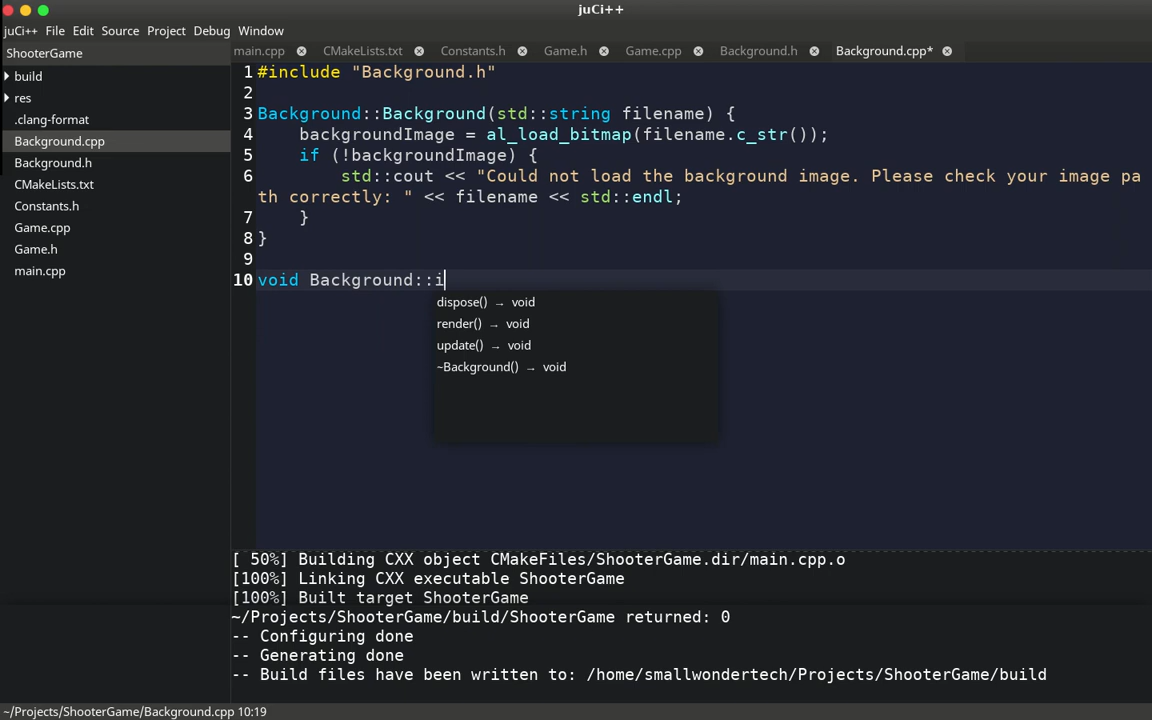 juCi++
juCi++ File Edit Source Project Debug Window
ShooterGame
build
res
.clang-format
Background.cpp
Background.h
CMakeLists.txt
Constants.h
Game.cpp
Game.h
main.cpp
main.cpp CMakeLists.txt Constants.h Game.h Game.cpp Background.h Background.cpp*
1 #include "Background.h"
2
3 Background::Background(std::string filename) {
4     backgroundImage = al_load_bitmap(filename.c_str());
5     if (!backgroundImage) {
6         std::cout << "Could not load the background image. Please check your image pa
th correctly: " << filename << std::endl;
7     }
8 }
9
10 void Background::i
dispose() → void
render() → void
update() → void
~Background() → void
[ 50%] Building CXX object CMakeFiles/ShooterGame.dir/main.cpp.o
[100%] Linking CXX executable ShooterGame
[100%] Built target ShooterGame
~/Projects/ShooterGame/build/ShooterGame returned: 0
-- Configuring done
-- Generating done
-- Build files have been written to: /home/smallwondertech/Projects/ShooterGame/build
~/Projects/ShooterGame/Background.cpp 10:19